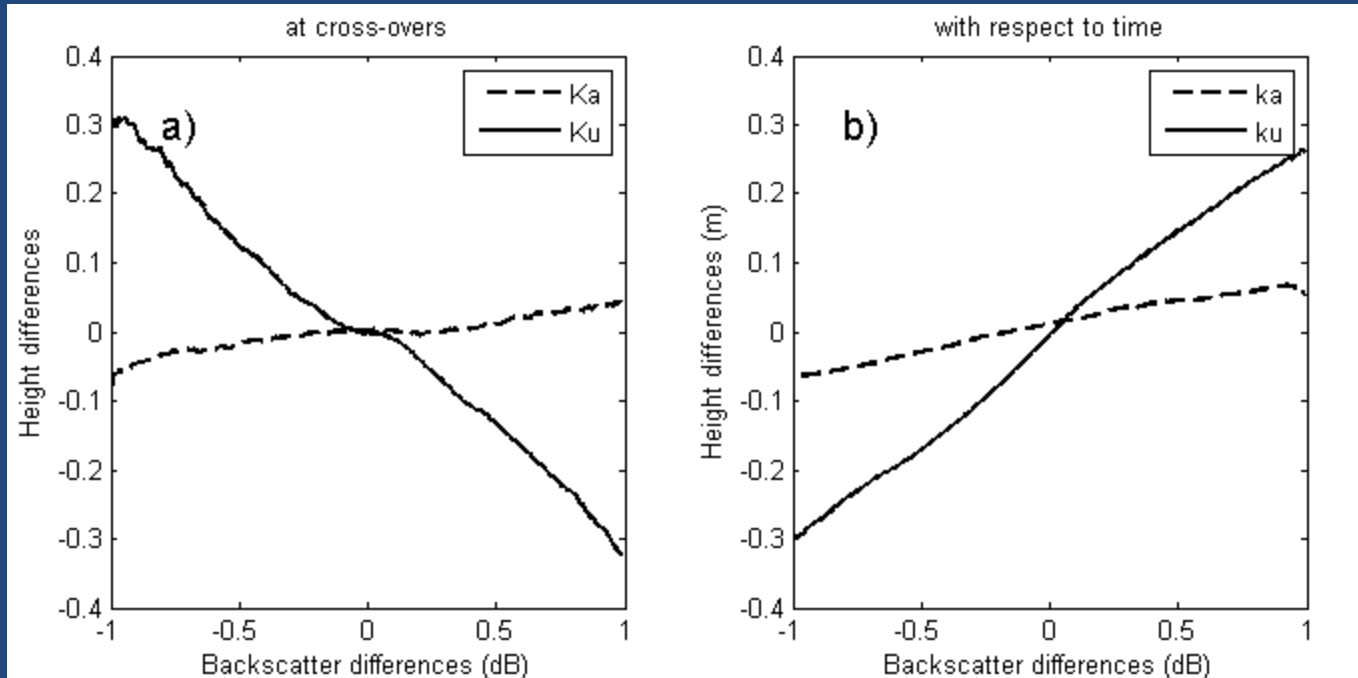 at cross-overs
0.4
0.3
0.2
0.1
0
-0.1
-0.2
-0.3
-0.4
Height differences
a)
Ka
Ku
-1
-0.5
0
0.5
1
Backscatter differences (dB)
with respect to time
0.4
0.3
0.2
0.1
0
-0.1
-0.2
-0.3
-0.4
Height differences (m)
b)
ka
ku
-1
-0.5
0
0.5
1
Backscatter differences (dB)